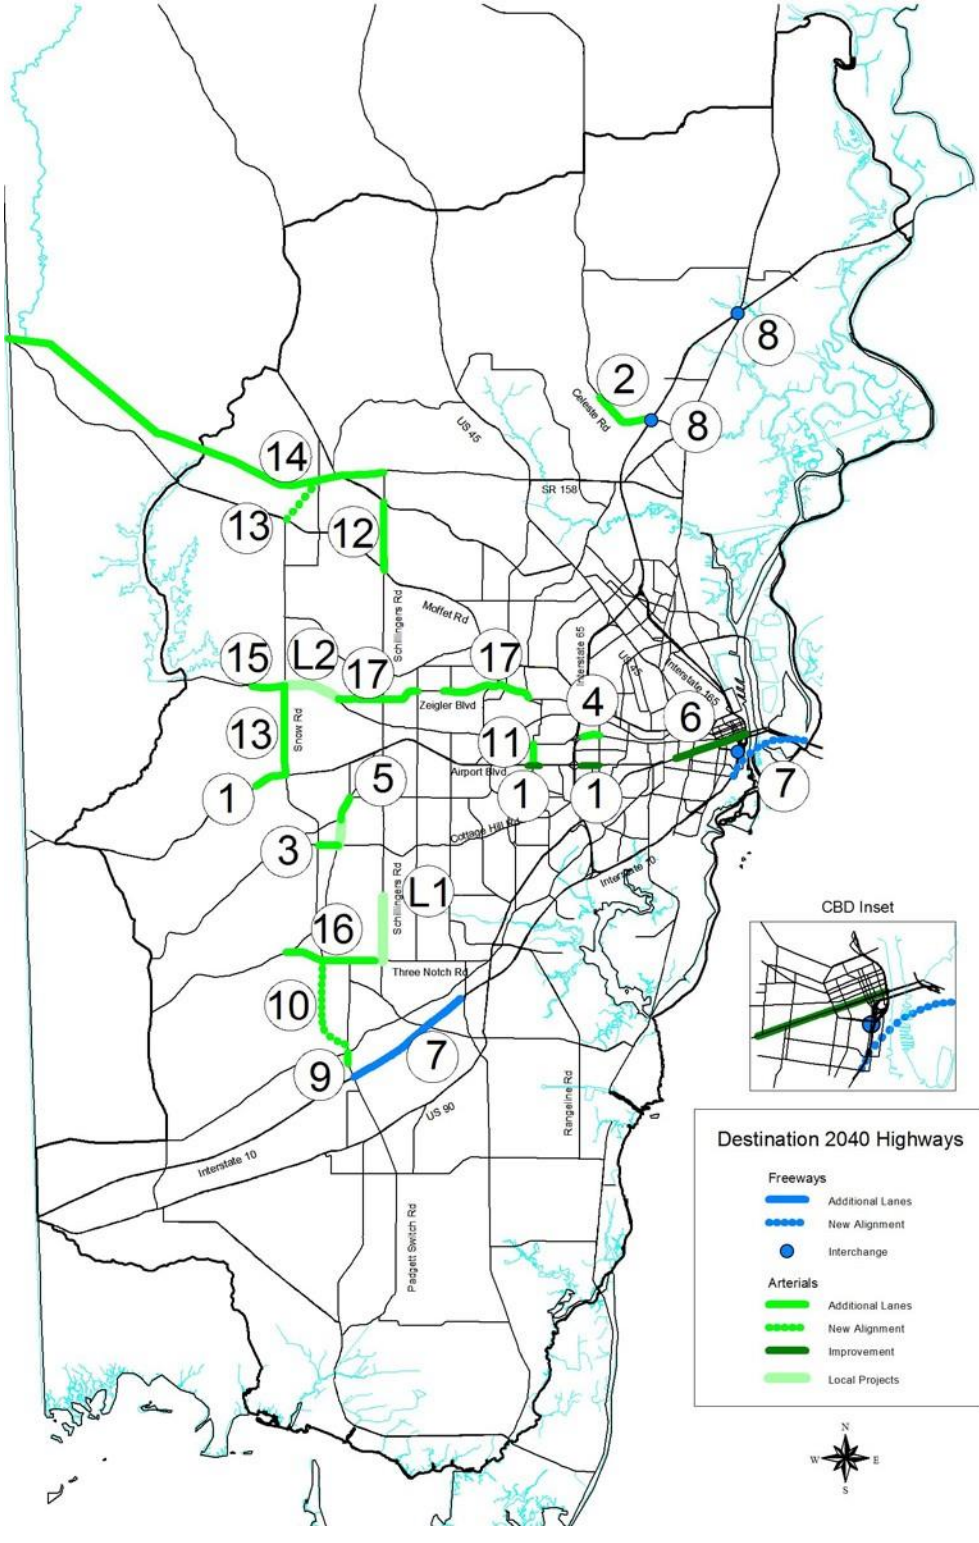 8
2
Celeste Rd
8
US 45
14
SR 158
13
12
Schillingers Rd
Moffet Rd
Interstate 65
US 45
Interstate 165
15
L2
17
17
Zeigler Blvd
4
6
Snow Rd
13
11
Airport Blvd
7
1
5
1
1
3
Cottage Hill Rd
Interstate 10
Schillingers Rd
L1
16
Three Notch Rd
10
7
9
US 90
Rangeline Rd
Interstate 10
Padgett Switch Rd
CBD Inset
Destination 2040 Highways
Freeways
Additional Lanes
New Alignment
Interchange
Arterials
Additional Lanes
New Alignment
Improvement
Local Projects
N
W E
S